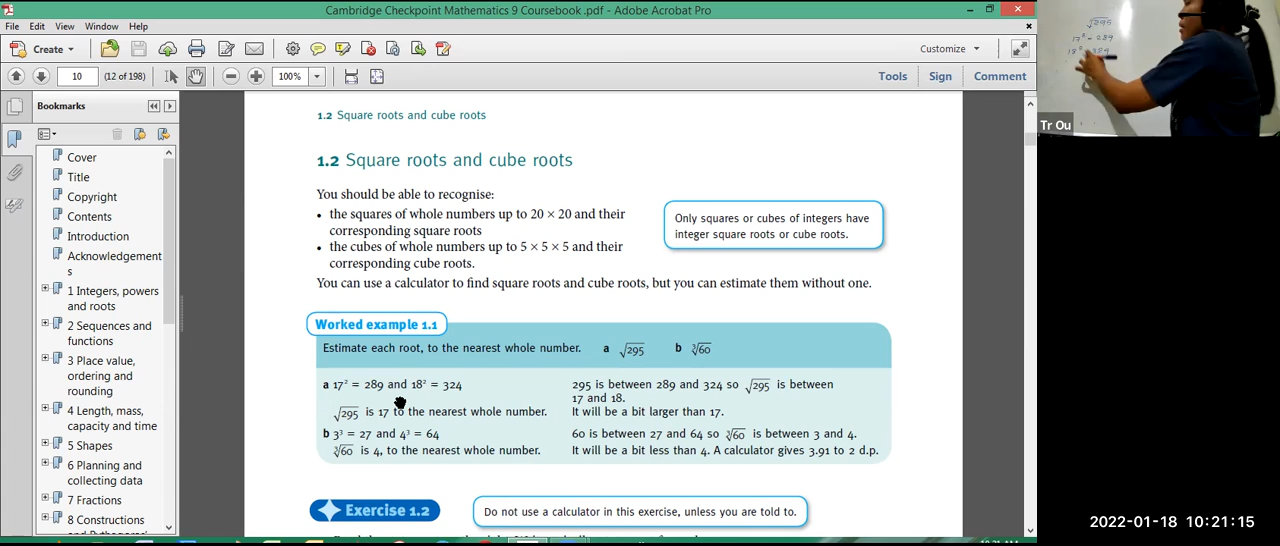 Cambridge Checkpoint Mathematics 9 Coursebook .pdf - Adobe Acrobat Pro
File Edit View Window Help
Create
Customize
10 (12 of 198) 100%
Tools Sign Comment
Bookmarks
Cover
Title
Copyright
Contents
Introduction
Acknowledgement
s
1 Integers, powers
and roots
2 Sequences and
functions
3 Place value,
ordering and
rounding
4 Length, mass,
capacity and time
5 Shapes
6 Planning and
collecting data
7 Fractions
8 Constructions
1.2 Square roots and cube roots
1.2 Square roots and cube roots
You should be able to recognise:
• the squares of whole numbers up to 20 × 20 and their
corresponding square roots
• the cubes of whole numbers up to 5 × 5 × 5 and their
corresponding cube roots.
Only squares or cubes of integers have
integer square roots or cube roots.
You can use a calculator to find square roots and cube roots, but you can estimate them without one.
Worked example 1.1
Estimate each root, to the nearest whole number. a √295 b ∛60
a 17² = 289 and 18² = 324
√295 is 17 to the nearest whole number.
295 is between 289 and 324 so √295 is between
17 and 18.
It will be a bit larger than 17.
b 3³ = 27 and 4³ = 64
∛60 is 4, to the nearest whole number.
60 is between 27 and 64 so ∛60 is between 3 and 4.
It will be a bit less than 4. A calculator gives 3.91 to 2 d.p.
Exercise 1.2
Do not use a calculator in this exercise, unless you are told to.
√295
17² = 289
Tr Ou
2022-01-18 10:21:15